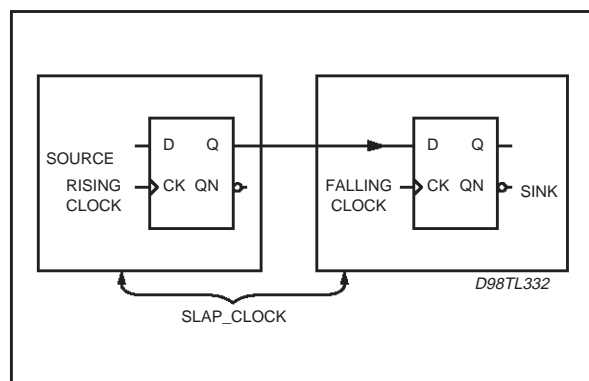 D Q
SOURCE
RISING
CLOCK
CK QN
D Q
FALLING
CLOCK
CK QN
SINK
D98TL332
SLAP_CLOCK